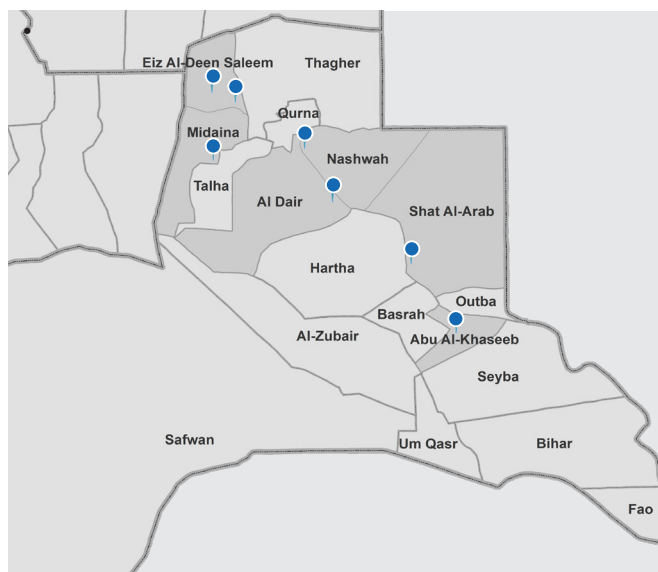 Eiz Al-Deen Saleem
Thagher
Qurna
Midaina
Nashwah
Talha
Al Dair
Shat Al-Arab
Hartha
Outba
Basrah
Al-Zubair
Abu Al-Khaseeb
Seyba
Safwan
Um Qasr
Bihar
Fao